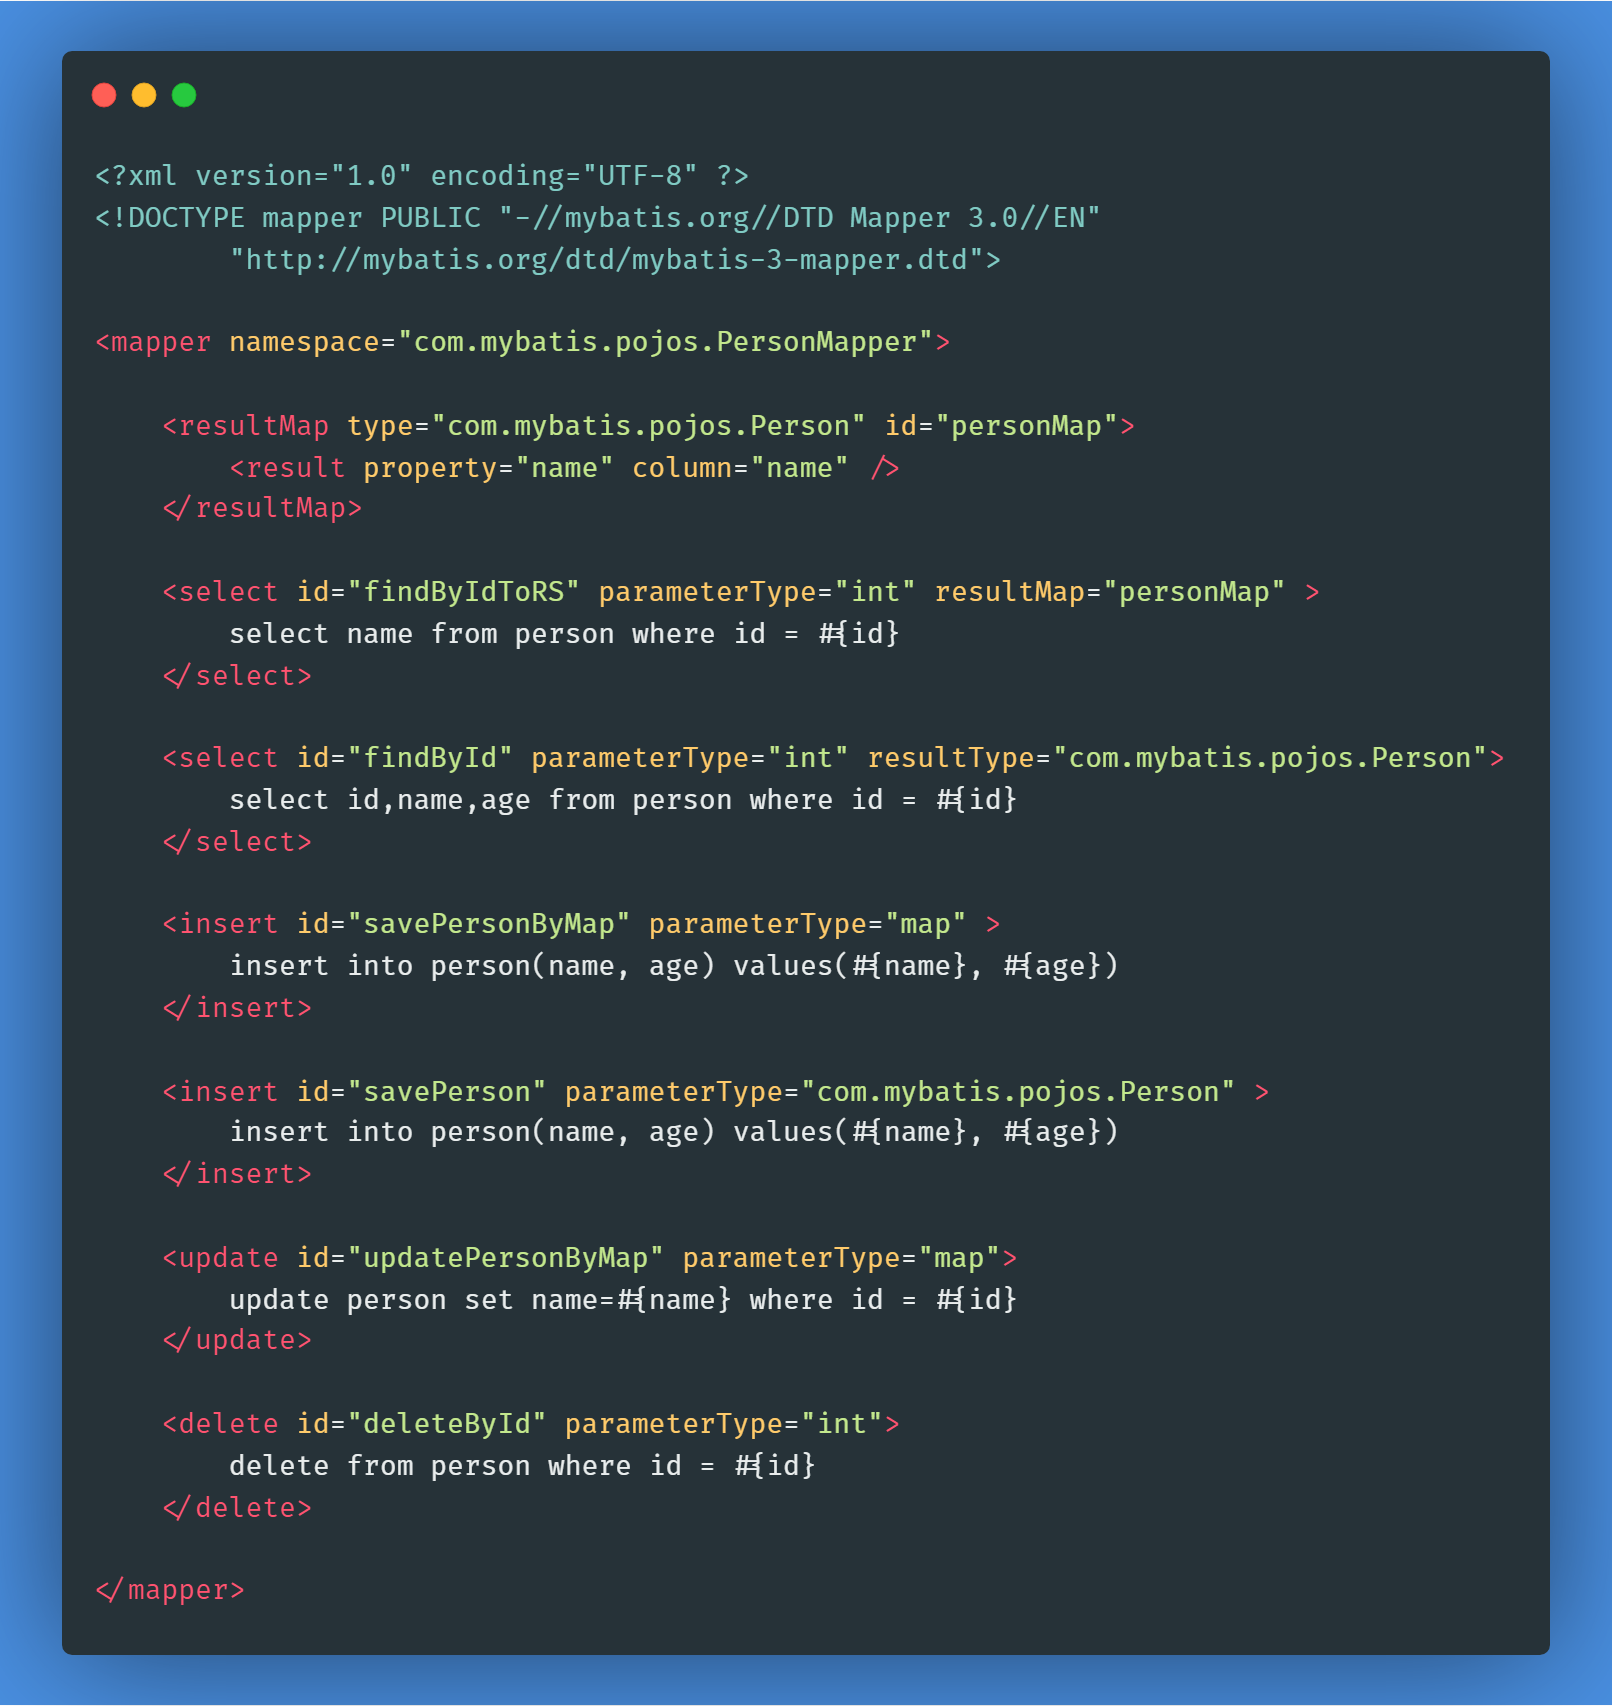 <?xml version="1.0" encoding="UTF-8" ?>
<!DOCTYPE mapper PUBLIC "-//mybatis.org//DTD Mapper 3.0//EN"
        "http://mybatis.org/dtd/mybatis-3-mapper.dtd">

<mapper namespace="com.mybatis.pojos.PersonMapper">

    <resultMap type="com.mybatis.pojos.Person" id="personMap">
        <result property="name" column="name" />
    </resultMap>

    <select id="findByIdToRS" parameterType="int" resultMap="personMap" >
        select name from person where id = #{id}
    </select>

    <select id="findById" parameterType="int" resultType="com.mybatis.pojos.Person">
        select id,name,age from person where id = #{id}
    </select>

    <insert id="savePersonByMap" parameterType="map" >
        insert into person(name, age) values(#{name}, #{age})
    </insert>

    <insert id="savePerson" parameterType="com.mybatis.pojos.Person" >
        insert into person(name, age) values(#{name}, #{age})
    </insert>

    <update id="updatePersonByMap" parameterType="map">
        update person set name=#{name} where id = #{id}
    </update>

    <delete id="deleteById" parameterType="int">
        delete from person where id = #{id}
    </delete>

</mapper>